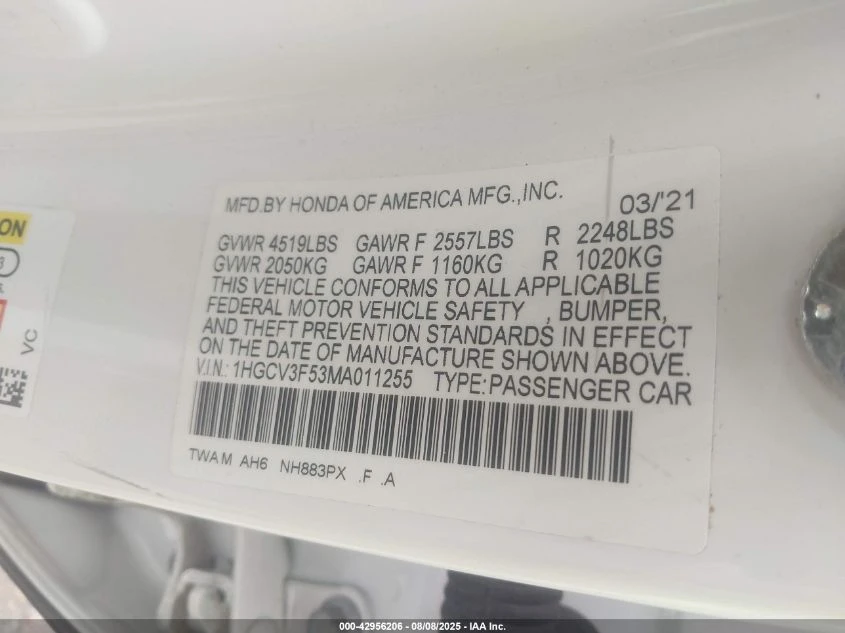 MFD.BY HONDA OF AMERICA MFG.,INC. 03/'21
GVWR 4519LBS GAWR F 2557LBS R 2248LBS
GVWR 2050KG GAWR F 1160KG R 1020KG
THIS VEHICLE CONFORMS TO ALL APPLICABLE
FEDERAL MOTOR VEHICLE SAFETY , BUMPER,
AND THEFT PREVENTION STANDARDS IN EFFECT
ON THE DATE OF MANUFACTURE SHOWN ABOVE.
V.I.N.: 1HGCV3F53MA011255 TYPE:PASSENGER CAR
TWAM AH6 NH883PX .F .A
ON
3
VC
000-42956206 - 08/08/2025 - IAA Inc.